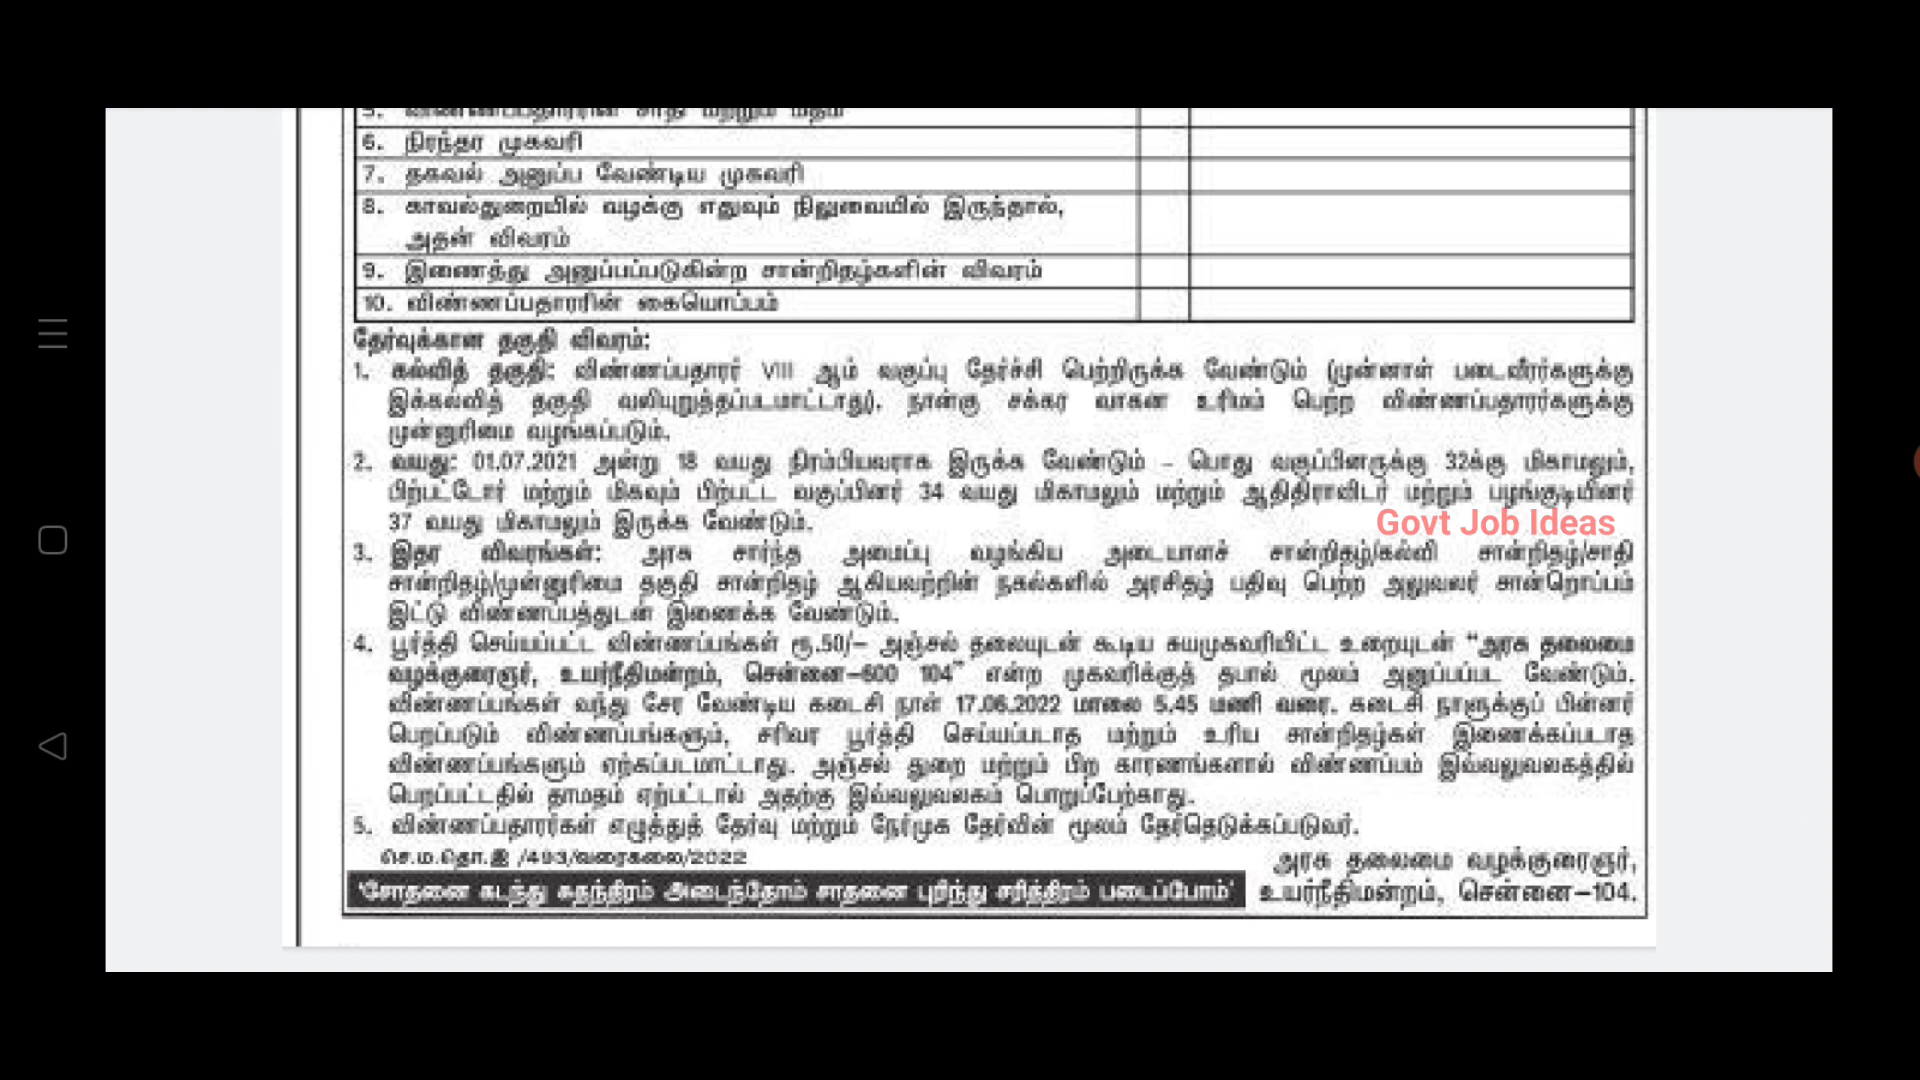 5. விண்ணப்பதாரரின் சாதி மற்றும் மதம்
6. நிரந்தர முகவரி
7. தகவல் அனுப்ப வேண்டிய முகவரி
8. காவல்துறையில் வழக்கு எதுவும் நிலுவையில் இருந்தால்,
அதன் விவரம்
9. இணைத்து அனுப்பப்படுகின்ற சான்றிதழ்களின் விவரம்
10. விண்ணப்பதாரரின் கையொப்பம்
தேர்வுக்கான தகுதி விவரம்:
1. கல்வித் தகுதி: விண்ணப்பதாரர் VIII ஆம் வகுப்பு தேர்ச்சி பெற்றிருக்க வேண்டும் (முன்னாள் படைவீரர்களுக்கு
இக்கல்வித் தகுதி வலியுறுத்தப்படமாட்டாது). நான்கு சக்கர வாகன உரிமம் பெற்ற விண்ணப்பதாரர்களுக்கு
முன்னுரிமை வழங்கப்படும்.
2. வயது: 01.07.2021 அன்று 18 வயது நிரம்பியவராக இருக்க வேண்டும் – பொது வகுப்பினருக்கு 32க்கு மிகாமலும்,
பிற்பட்டோர் மற்றும் மிகவும் பிற்பட்ட வகுப்பினர் 34 வயது மிகாமலும் மற்றும் ஆதிதிராவிடர் மற்றும் பழங்குடியினர்
37 வயது மிகாமலும் இருக்க வேண்டும்.
Govt Job Ideas
3. இதர விவரங்கள்: அரசு சார்ந்த அமைப்பு வழங்கிய அடையாளச் சான்றிதழ்/கல்வி சான்றிதழ்/சாதி
சான்றிதழ்/முன்னுரிமை தகுதி சான்றிதழ் ஆகியவற்றின் நகல்களில் அரசிதழ் பதிவு பெற்ற அலுவலர் சான்றொப்பம்
இட்டு விண்ணப்பத்துடன் இணைக்க வேண்டும்.
4. பூர்த்தி செய்யப்பட்ட விண்ணப்பங்கள் ரூ.50/– அஞ்சல் தலையுடன் கூடிய சுயமுகவரியிட்ட உறையுடன் “அரசு தலைமை
வழக்குரைஞர், உயர்நீதிமன்றம், சென்னை–600 104” என்ற முகவரிக்குத் தபால் மூலம் அனுப்பப்பட வேண்டும்.
விண்ணப்பங்கள் வந்து சேர வேண்டிய கடைசி நாள் 17.06.2022 மாலை 5.45 மணி வரை. கடைசி நாளுக்குப் பின்னர்
பெறப்படும் விண்ணப்பங்களும், சரிவர பூர்த்தி செய்யப்படாத மற்றும் உரிய சான்றிதழ்கள் இணைக்கப்படாத
விண்ணப்பங்களும் ஏற்கப்படமாட்டாது. அஞ்சல் துறை மற்றும் பிற காரணங்களால் விண்ணப்பம் இவ்வலுவலகத்தில்
பெறப்பட்டதில் தாமதம் ஏற்பட்டால் அதற்கு இவ்வலுவலகம் பொறுப்பேற்காது.
5. விண்ணப்பதாரர்கள் எழுத்துத் தேர்வு மற்றும் நேர்முக தேர்வின் மூலம் தேர்தெடுக்கப்படுவர்.
செ.ம.தொ.இ /493/வரைகலை/2022
அரசு தலைமை வழக்குரைஞர்,
‘சோதனை கடந்து சுதந்திரம் அடைந்தோம் சாதனை புரிந்து சரித்திரம் படைப்போம்’
உயர்நீதிமன்றம், சென்னை–104.